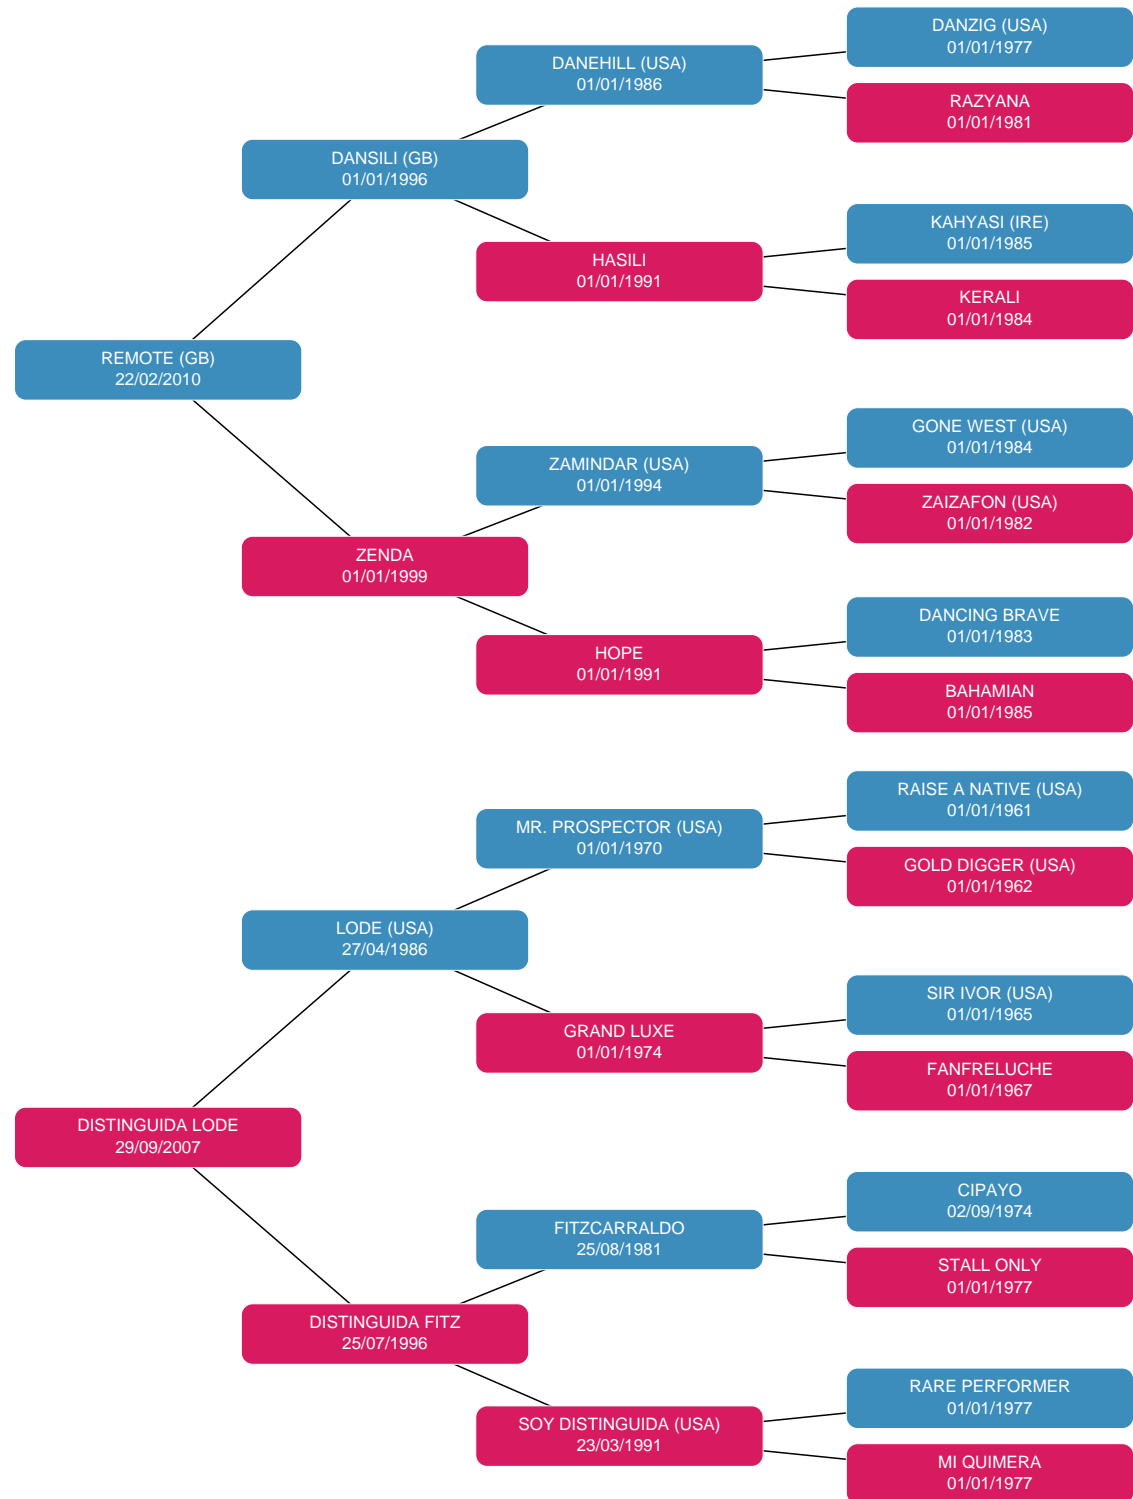 DANZIG (USA)
01/01/1977
DANEHILL (USA)
01/01/1986
RAZYANA
01/01/1981
DANSILI (GB)
01/01/1996
KAHYASI (IRE)
01/01/1985
HASILI
01/01/1991
KERALI
01/01/1984
REMOTE (GB)
22/02/2010
GONE WEST (USA)
01/01/1984
ZAMINDAR (USA)
01/01/1994
ZAIZAFON (USA)
01/01/1982
ZENDA
01/01/1999
DANCING BRAVE
01/01/1983
HOPE
01/01/1991
BAHAMIAN
01/01/1985
RAISE A NATIVE (USA)
01/01/1961
MR. PROSPECTOR (USA)
01/01/1970
GOLD DIGGER (USA)
01/01/1962
LODE (USA)
27/04/1986
SIR IVOR (USA)
01/01/1965
GRAND LUXE
01/01/1974
FANFRELUCHE
01/01/1967
DISTINGUIDA LODE
29/09/2007
CIPAYO
02/09/1974
FITZCARRALDO
25/08/1981
STALL ONLY
01/01/1977
DISTINGUIDA FITZ
25/07/1996
RARE PERFORMER
01/01/1977
SOY DISTINGUIDA (USA)
23/03/1991
MI QUIMERA
01/01/1977